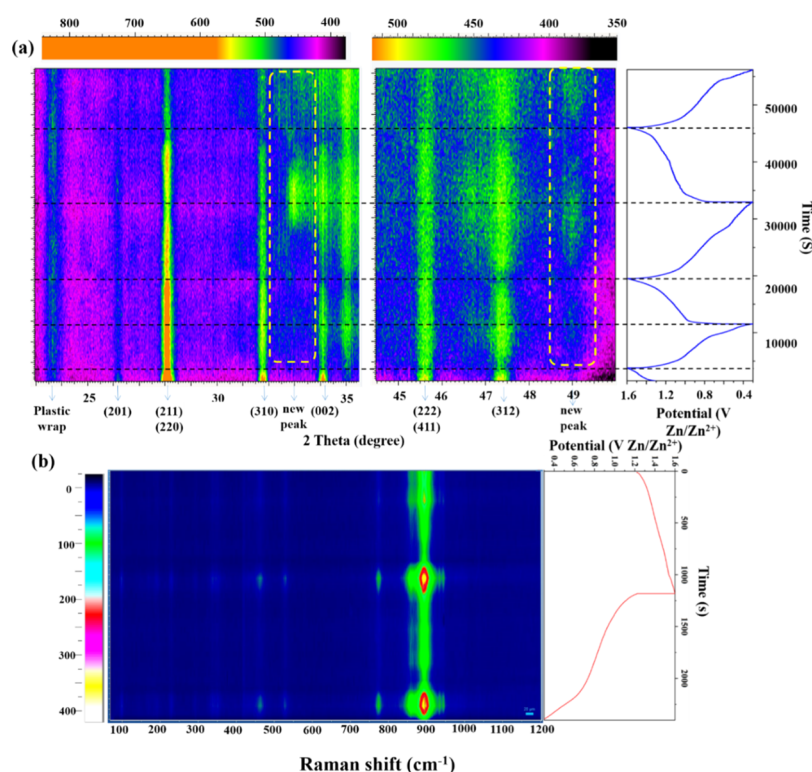 800 700 600 500 400
500 450 400 350
(a)
50000
40000
30000
20000
10000
Time (S)
25 30 35
45 46 47 48 49
1.6 1.2 0.8 0.4
Plastic wrap
(201)
(211)
(220)
(310)
new peak
(002)
(222)
(411)
(312)
new peak
2 Theta (degree)
Potential (V Zn/Zn²⁺)
(b)
Potential (V Zn/Zn²⁺)
0.4 0.6 0.8 1.0 1.2 1.4 1.6
0
100
200
300
400
0
500
1000
1500
2000
Time (s)
100 200 300 400 500 600 700 800 900 1000 1100 1200
Raman shift (cm⁻¹)